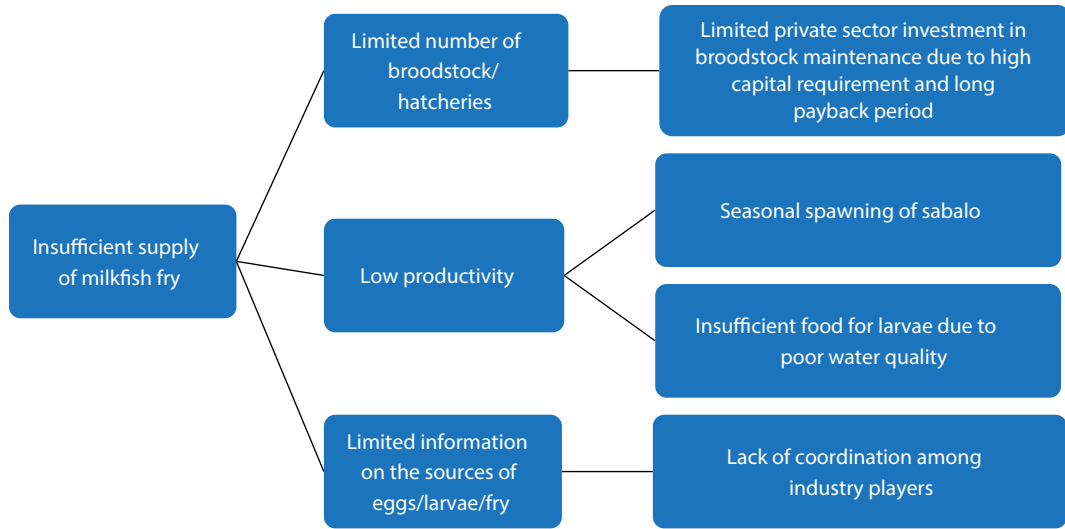 Insufficient supply
of milkfish fry
Limited number of
broodstock/
hatcheries
Limited private sector investment in
broodstock maintenance due to high
capital requirement and long
payback period
Low productivity
Seasonal spawning of sabalo
Insufficient food for larvae due to
poor water quality
Limited information
on the sources of
eggs/larvae/fry
Lack of coordination among
industry players